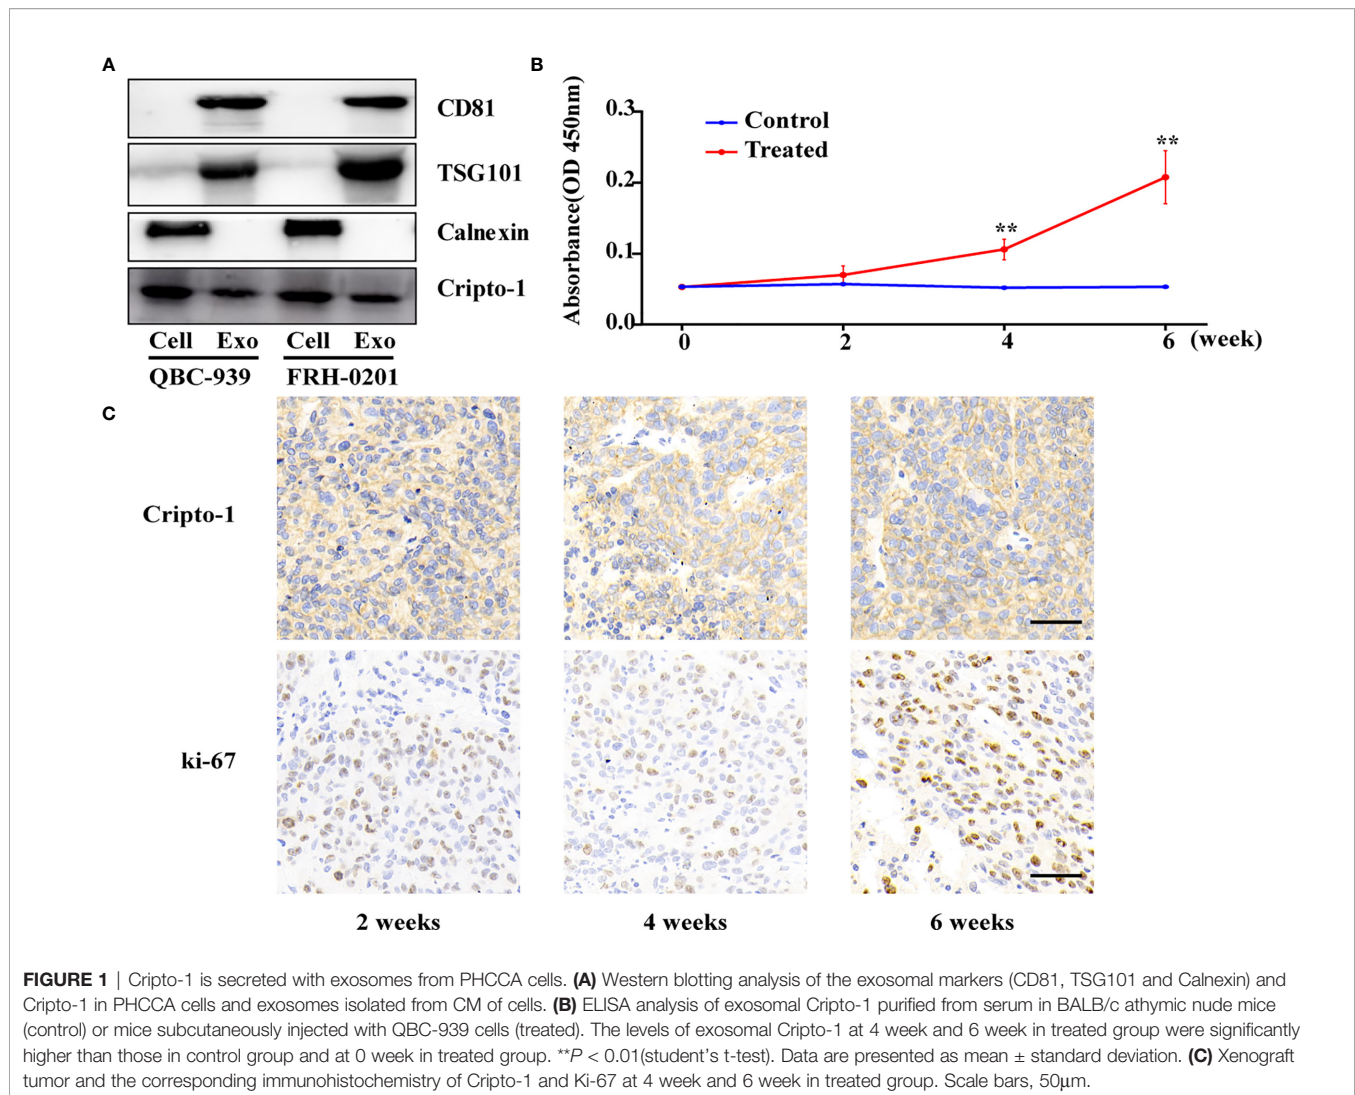 A
CD81
TSG101
Calnexin
Cripto-1
Cell Exo Cell Exo
QBC-939 FRH-0201
B
Absorbance(OD 450nm)
0.3
0.2
0.1
0.0
Control
Treated
**
**
0 2 4 6 (week)
C
Cripto-1
ki-67
2 weeks 4 weeks 6 weeks
FIGURE 1 | Cripto-1 is secreted with exosomes from PHCCA cells. (A) Western blotting analysis of the exosomal markers (CD81, TSG101 and Calnexin) and
Cripto-1 in PHCCA cells and exosomes isolated from CM of cells. (B) ELISA analysis of exosomal Cripto-1 purified from serum in BALB/c athymic nude mice
(control) or mice subcutaneously injected with QBC-939 cells (treated). The levels of exosomal Cripto-1 at 4 week and 6 week in treated group were significantly
higher than those in control group and at 0 week in treated group. **P < 0.01(student's t-test). Data are presented as mean ± standard deviation. (C) Xenograft
tumor and the corresponding immunohistochemistry of Cripto-1 and Ki-67 at 4 week and 6 week in treated group. Scale bars, 50μm.